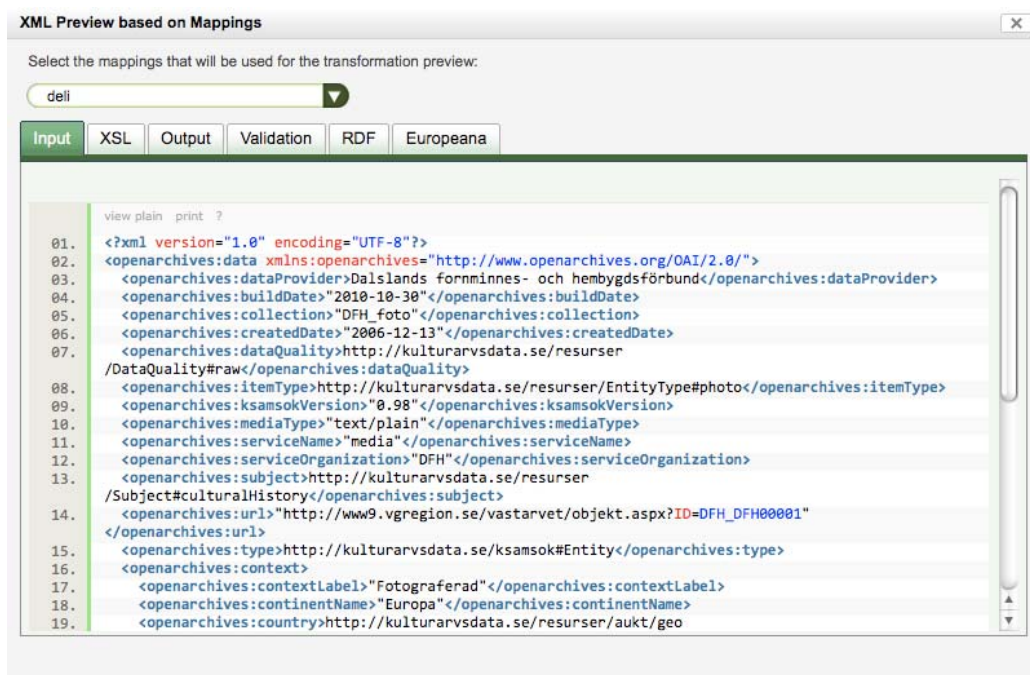 XML Preview based on Mappings
Select the mappings that will be used for the transformation preview:
deli
Input XSL Output Validation RDF Europeana
view plain print ?
01. <?xml version="1.0" encoding="UTF-8"?>
02. <openarchives:data xmlns:openarchives="http://www.openarchives.org/OAI/2.0/">
03. <openarchives:dataProvider>Dalslands fornminnes- och hembygdsförbund</openarchives:dataProvider>
04. <openarchives:buildDate>"2010-10-30"</openarchives:buildDate>
05. <openarchives:collection>"DFH_foto"</openarchives:collection>
06. <openarchives:createdDate>"2006-12-13"</openarchives:createdDate>
07. <openarchives:dataQuality>http://kulturarvsdata.se/resurser
/DataQuality#raw</openarchives:dataQuality>
08. <openarchives:itemType>http://kulturarvsdata.se/resurser/EntityType#photo</openarchives:itemType>
09. <openarchives:ksamsokVersion>"0.98"</openarchives:ksamsokVersion>
10. <openarchives:mediaType>"text/plain"</openarchives:mediaType>
11. <openarchives:serviceName>"media"</openarchives:serviceName>
12. <openarchives:serviceOrganization>"DFH"</openarchives:serviceOrganization>
13. <openarchives:subject>http://kulturarvsdata.se/resurser
/Subject#culturalHistory</openarchives:subject>
14. <openarchives:url>"http://www9.vgregion.se/vastarvet/objekt.aspx?ID=DFH_DFH00001"
</openarchives:url>
15. <openarchives:type>http://kulturarvsdata.se/ksamsok#Entity</openarchives:type>
16. <openarchives:context>
17. <openarchives:contextLabel>"Fotograferad"</openarchives:contextLabel>
18. <openarchives:continentName>"Europa"</openarchives:continentName>
19. <openarchives:country>http://kulturarvsdata.se/resurser/aukt/geo